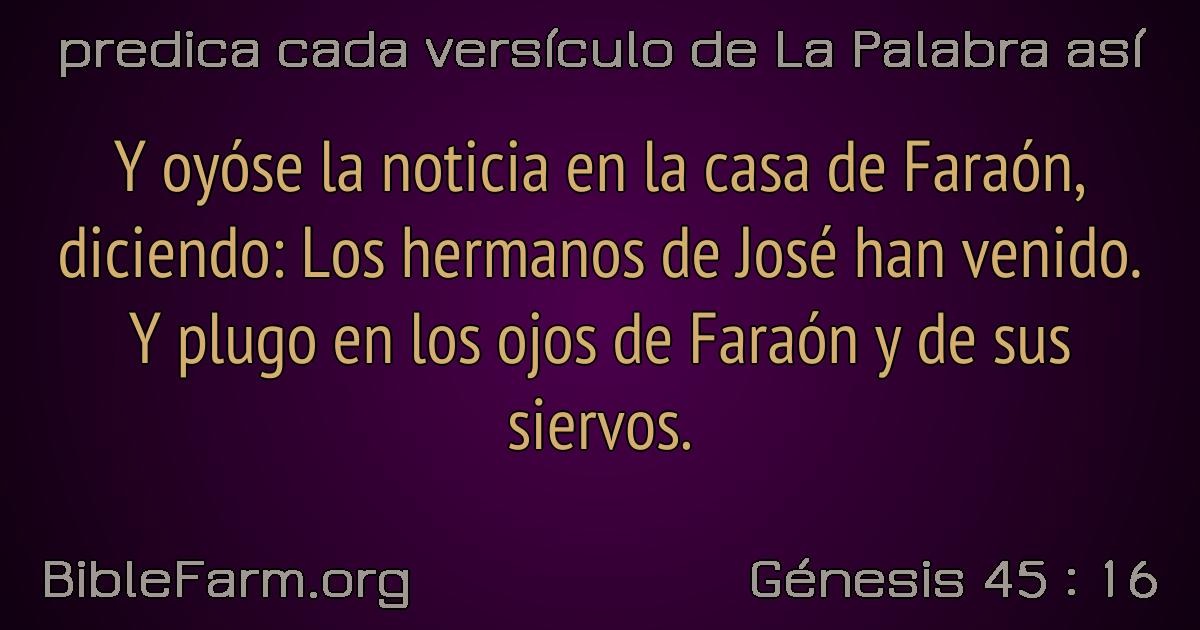 predica cada versículo de La Palabra así
Y oyóse la noticia en la casa de Faraón,
diciendo: Los hermanos de José han venido.
Y plugo en los ojos de Faraón y de sus
siervos.
BibleFarm.org
Génesis 45 : 16